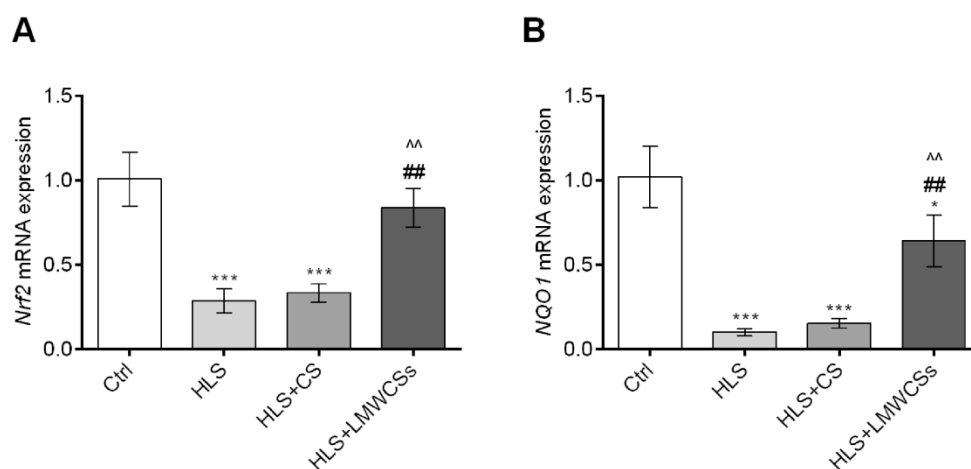 A
Nrf2 mRNA expression
1.5
1.0
0.5
0.0
***
***
^^
##
Ctrl
HLS
HLS+CS
HLS+LMWCSs
B
NQO1 mRNA expression
1.5
1.0
0.5
0.0
***
***
^^
##
*
Ctrl
HLS
HLS+CS
HLS+LMWCSs